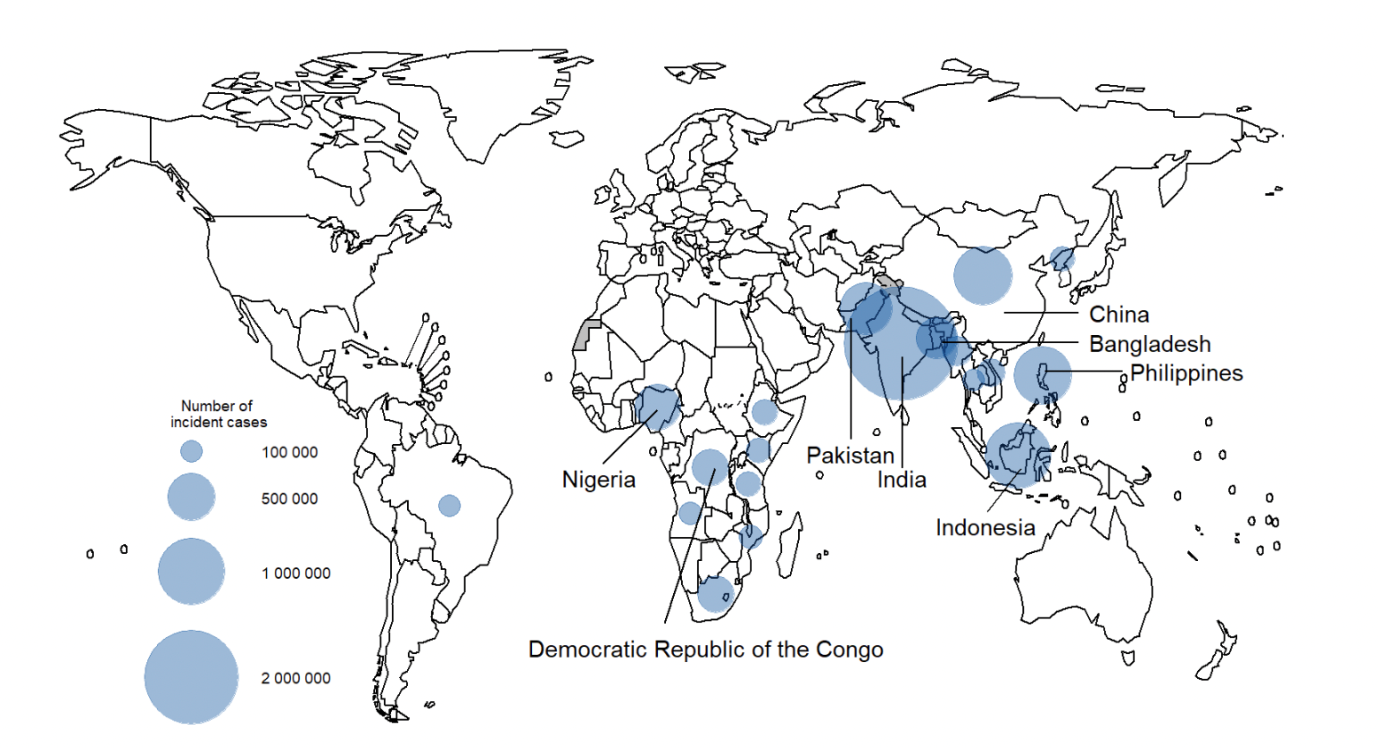 China
Bangladesh
Philippines
Number of
incident cases
100 000
500 000
1 000 000
2 000 000
Nigeria
Pakistan
India
Indonesia
Democratic Republic of the Congo